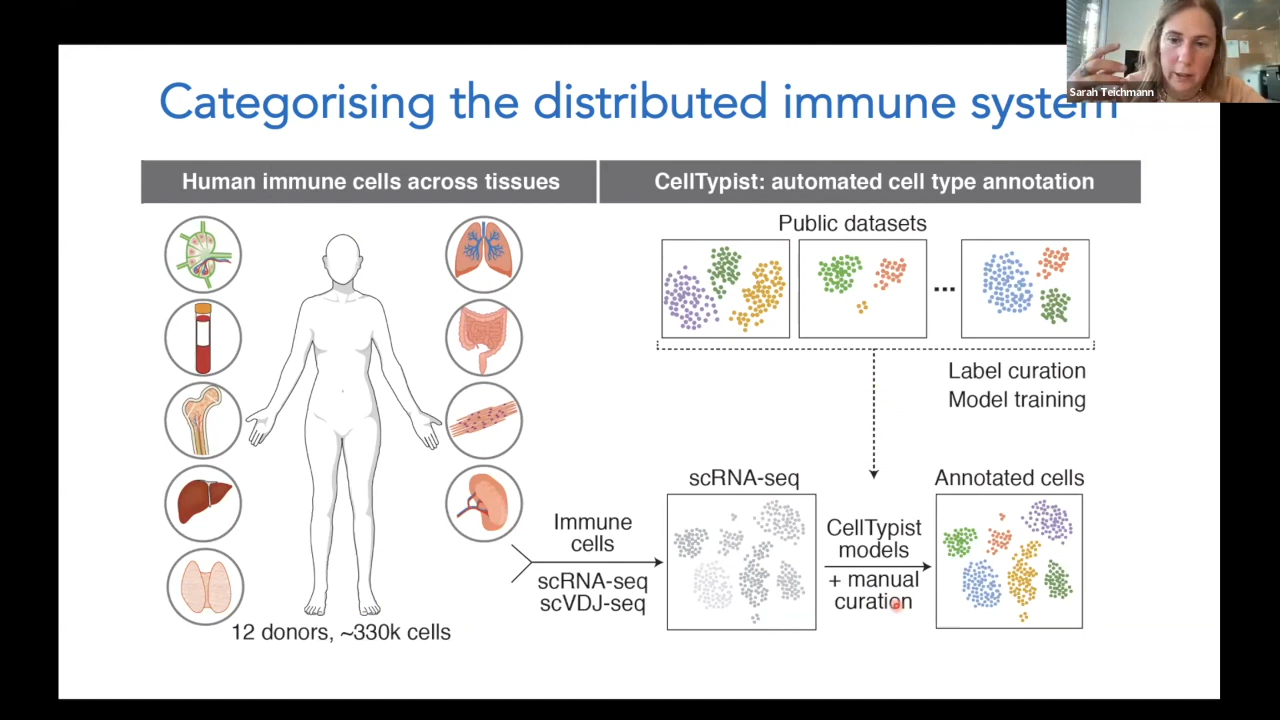 Sarah Teichmann
Categorising the distributed immune system
Human immune cells across tissues
CellTypist: automated cell type annotation
Public datasets
...
Label curation
Model training
scRNA-seq
Annotated cells
Immune
cells
scRNA-seq
scVDJ-seq
CellTypist
models
+ manual
curation
12 donors, ~330k cells